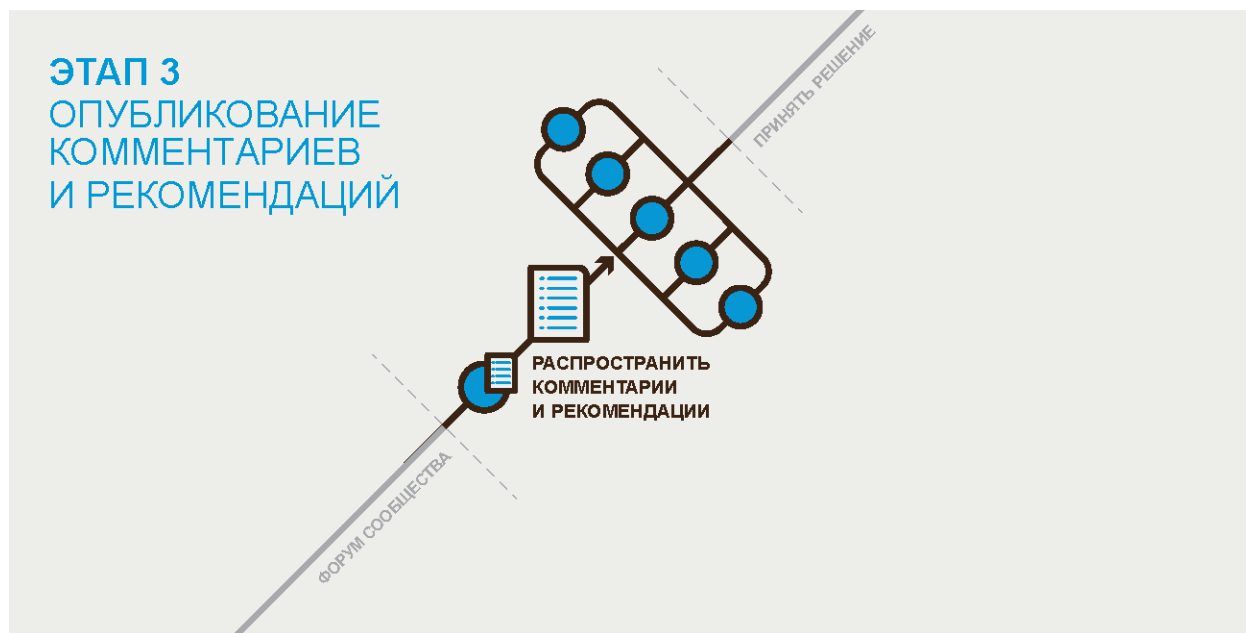 ЭТАП 3
ОПУБЛИКОВАНИЕ
КОММЕНТАРИЕВ
И РЕКОМЕНДАЦИЙ
ПРИНЯТЬ РЕШЕНИЕ
РАСПРОСТРАНИТЬ
КОММЕНТАРИИ
И РЕКОМЕНДАЦИИ
ФОРУМ СООБЩЕСТВА